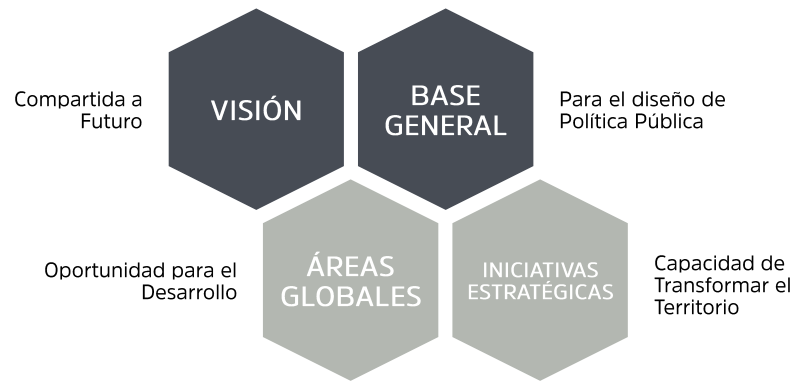 Compartida a
Futuro
VISIÓN
BASE
GENERAL
Para el diseño de
Política Pública
Oportunidad para el
Desarrollo
ÁREAS
GLOBALES
INICIATIVAS
ESTRATÉGICAS
Capacidad de
Transformar el
Territorio